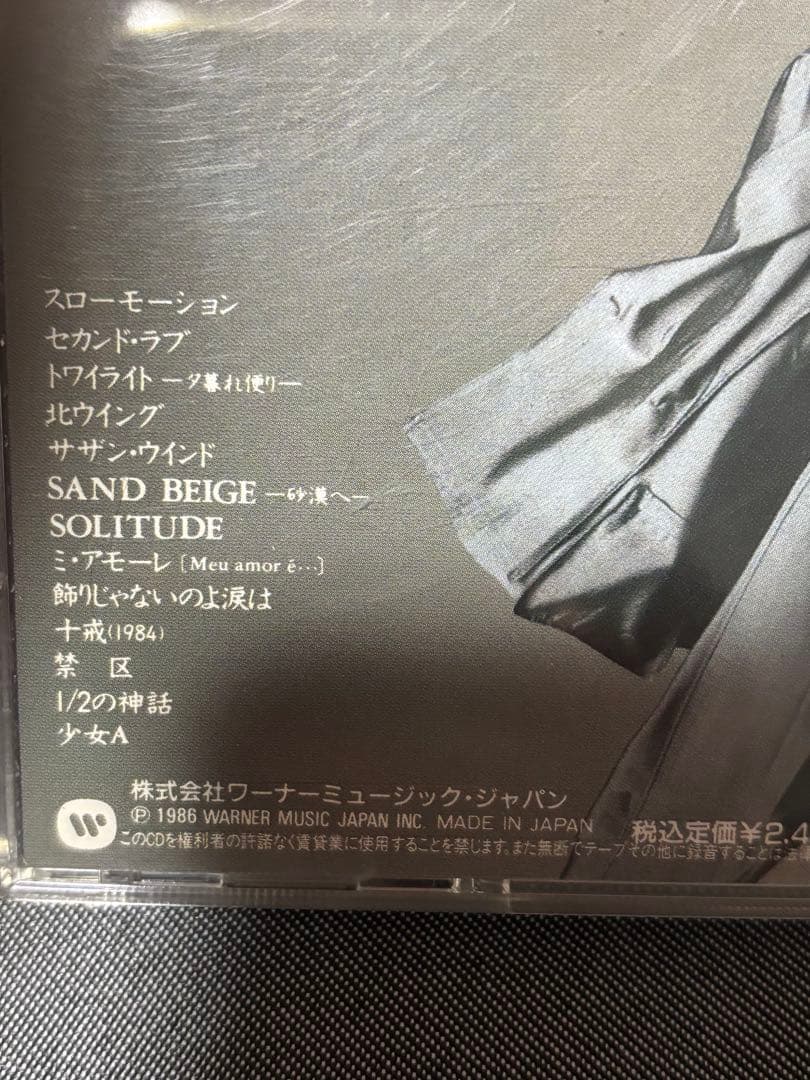 スローモーション
セカンド・ラブ
トワイライト ー夕暮れ便りー
北ウイング
サザン・ウインド
SAND BEIGE ー砂漠へー
SOLITUDE
ミ・アモーレ〔Meu amor é…〕
飾りじゃないのよ涙は
十戒(1984)
禁 区
1/2の神話
少女A
株式会社ワーナーミュージック・ジャパン
Ⓟ 1986 WARNER MUSIC JAPAN INC. MADE IN JAPAN 税込定価¥2,4
このCDを権利者の許諾なく賃貸業に使用することを禁じます。また無断でテープその他に録音することは